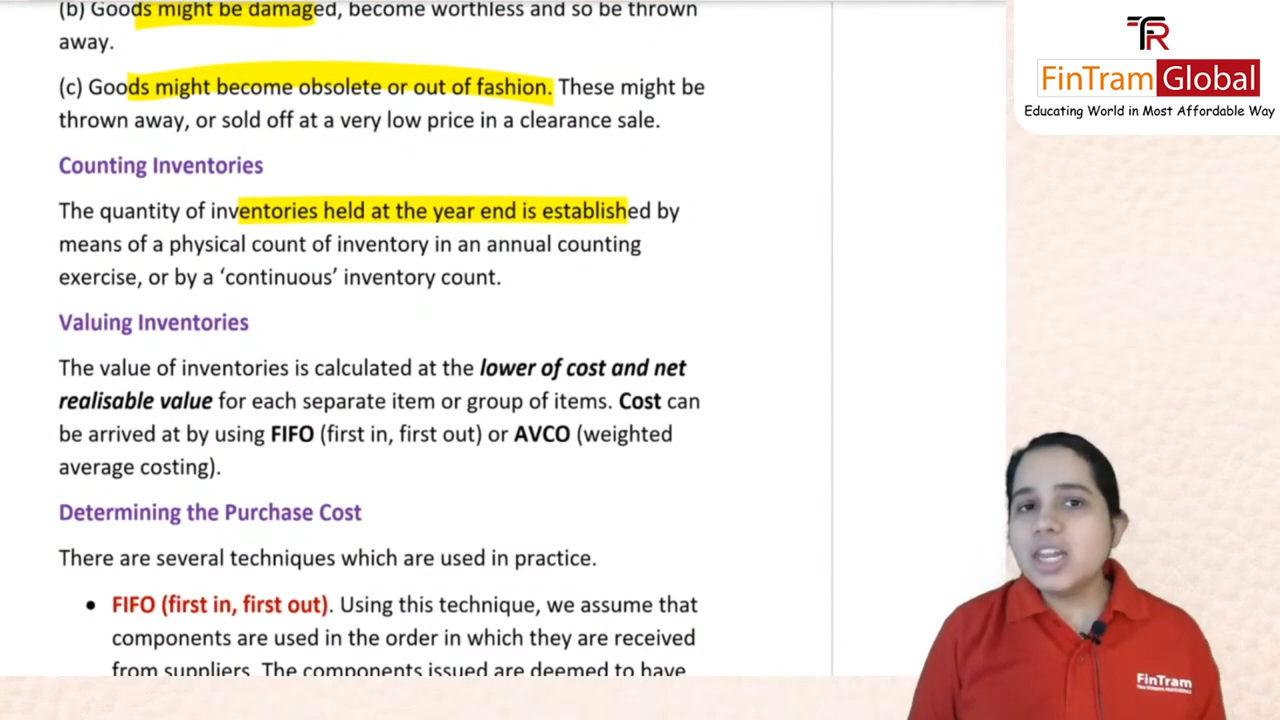 (b) Goods might be damaged, become worthless and so be thrown
away.
(c) Goods might become obsolete or out of fashion. These might be
thrown away, or sold off at a very low price in a clearance sale.
Counting Inventories
The quantity of inventories held at the year end is established by
means of a physical count of inventory in an annual counting
exercise, or by a ‘continuous’ inventory count.
Valuing Inventories
The value of inventories is calculated at the lower of cost and net
realisable value for each separate item or group of items. Cost can
be arrived at by using FIFO (first in, first out) or AVCO (weighted
average costing).
Determining the Purchase Cost
There are several techniques which are used in practice.
• FIFO (first in, first out). Using this technique, we assume that
components are used in the order in which they are received
from suppliers. The components issued are deemed to have
TR
FinTram Global
Educating World in Most Affordable Way
FinTram